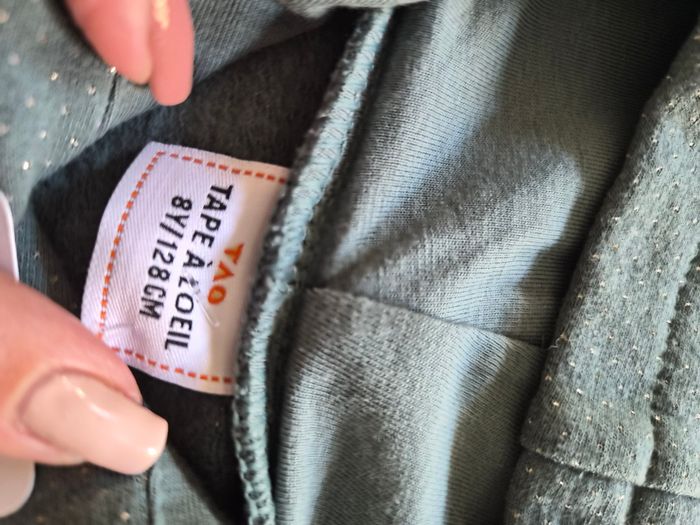 TAO
TAPE À L'OEIL
8Y/128CM